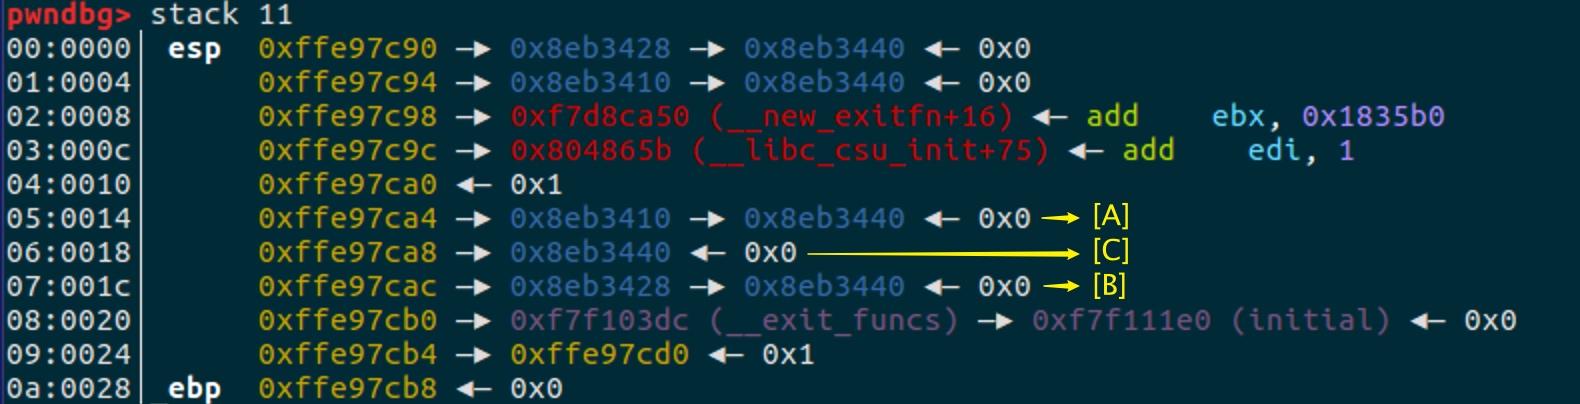 pwndbg> stack 11
00:0000│ esp 0xffe97c90 —▸ 0x8eb3428 —▸ 0x8eb3440 ◂— 0x0
01:0004│ 0xffe97c94 —▸ 0x8eb3410 —▸ 0x8eb3440 ◂— 0x0
02:0008│ 0xffe97c98 —▸ 0xf7d8ca50 (__new_exitfn+16) ◂— add ebx, 0x1835b0
03:000c│ 0xffe97c9c —▸ 0x804865b (__libc_csu_init+75) ◂— add edi, 1
04:0010│ 0xffe97ca0 ◂— 0x1
05:0014│ 0xffe97ca4 —▸ 0x8eb3410 —▸ 0x8eb3440 ◂— 0x0 → [A]
06:0018│ 0xffe97ca8 —▸ 0x8eb3440 ◂— 0x0 → [C]
07:001c│ 0xffe97cac —▸ 0x8eb3428 —▸ 0x8eb3440 ◂— 0x0 → [B]
08:0020│ 0xffe97cb0 —▸ 0xf7f103dc (__exit_funcs) —▸ 0xf7f111e0 (initial) ◂— 0x0
09:0024│ 0xffe97cb4 —▸ 0xffe97cd0 ◂— 0x1
0a:0028│ ebp 0xffe97cb8 ◂— 0x0